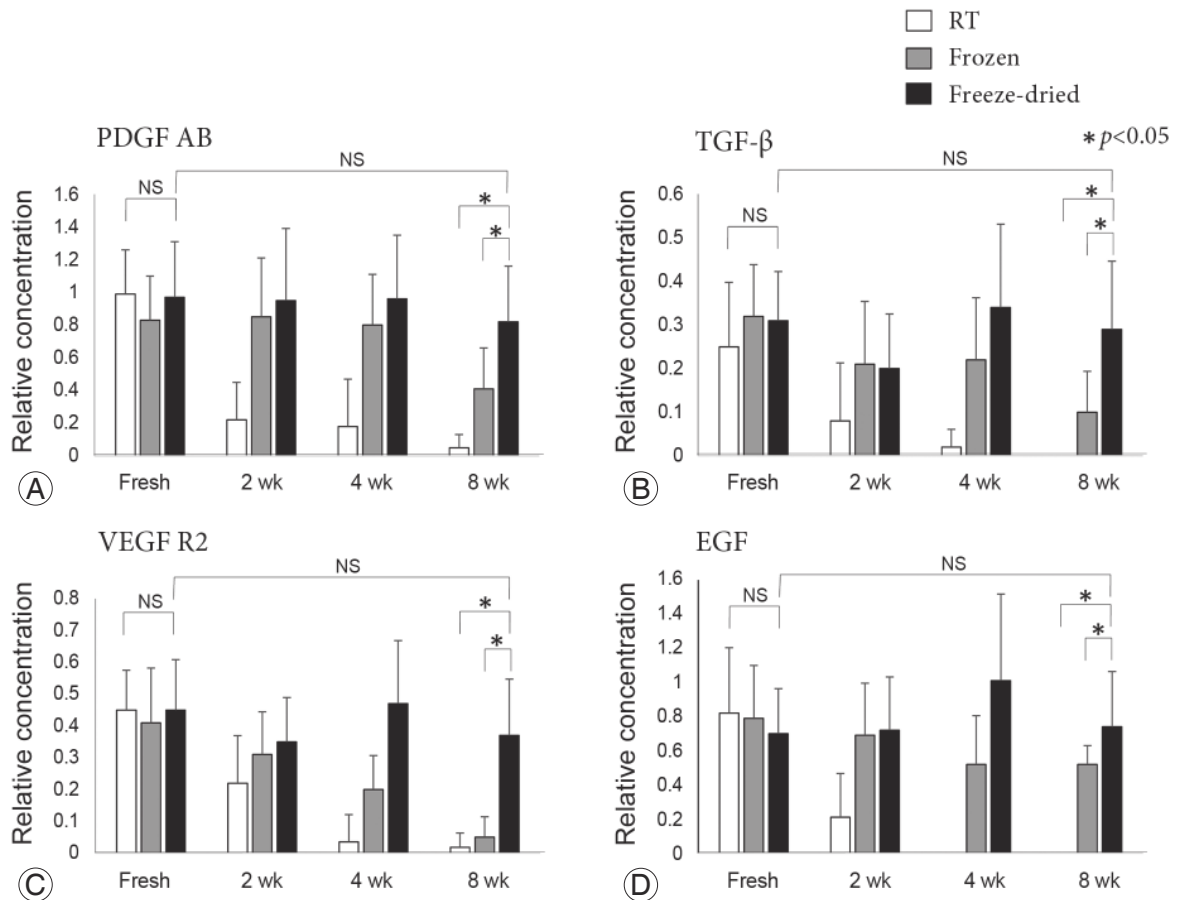 RT
Frozen
Freeze-dried
PDGF AB
NS
NS
*
*
Relative concentration
1.6
1.4
1.2
1
0.8
0.6
0.4
0.2
0
Fresh 2 wk 4 wk 8 wk
A
TGF-β
* p<0.05
NS
NS
*
*
Relative concentration
0.6
0.5
0.4
0.3
0.2
0.1
0
Fresh 2 wk 4 wk 8 wk
B
VEGF R2
NS
NS
*
*
Relative concentration
0.8
0.7
0.6
0.5
0.4
0.3
0.2
0.1
0
Fresh 2 wk 4 wk 8 wk
C
EGF
NS
NS
*
*
Relative concentration
1.6
1.4
1.2
1
0.8
0.6
0.4
0.2
0
Fresh 2 wk 4 wk 8 wk
D